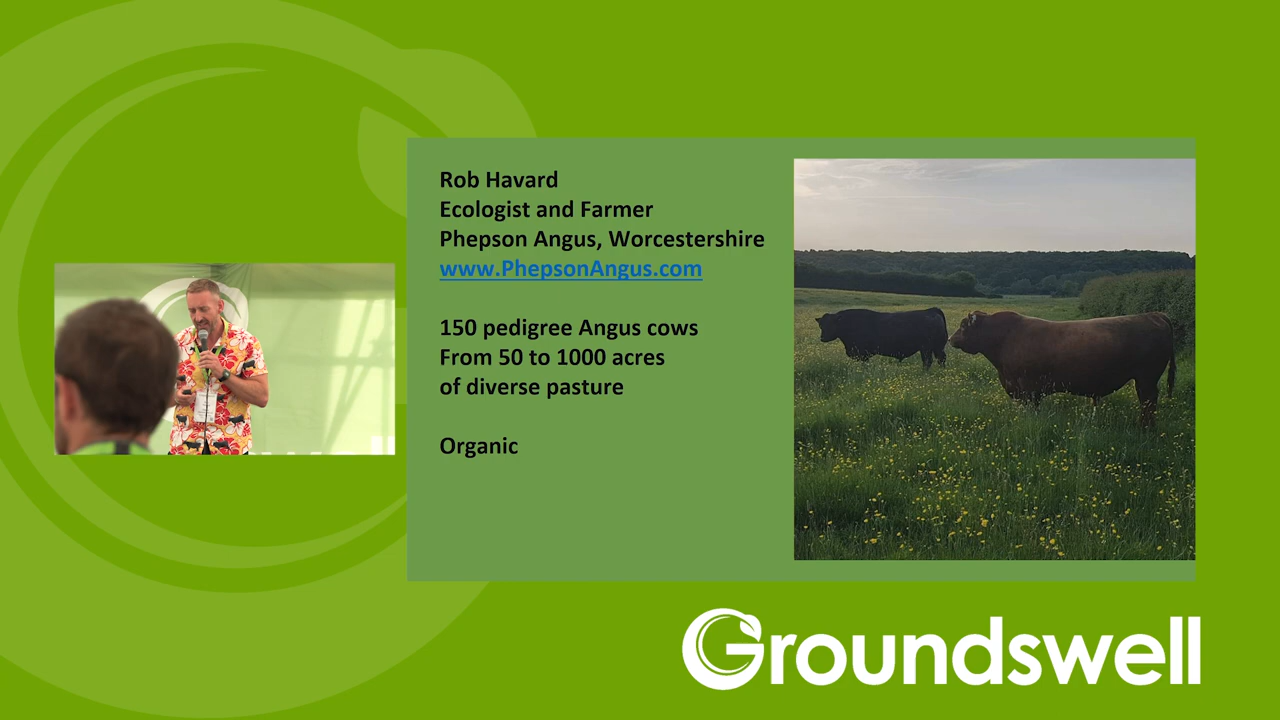 Rob Havard
Ecologist and Farmer
Phepson Angus, Worcestershire
www.PhepsonAngus.com
150 pedigree Angus cows
From 50 to 1000 acres
of diverse pasture
Organic
Groundswell